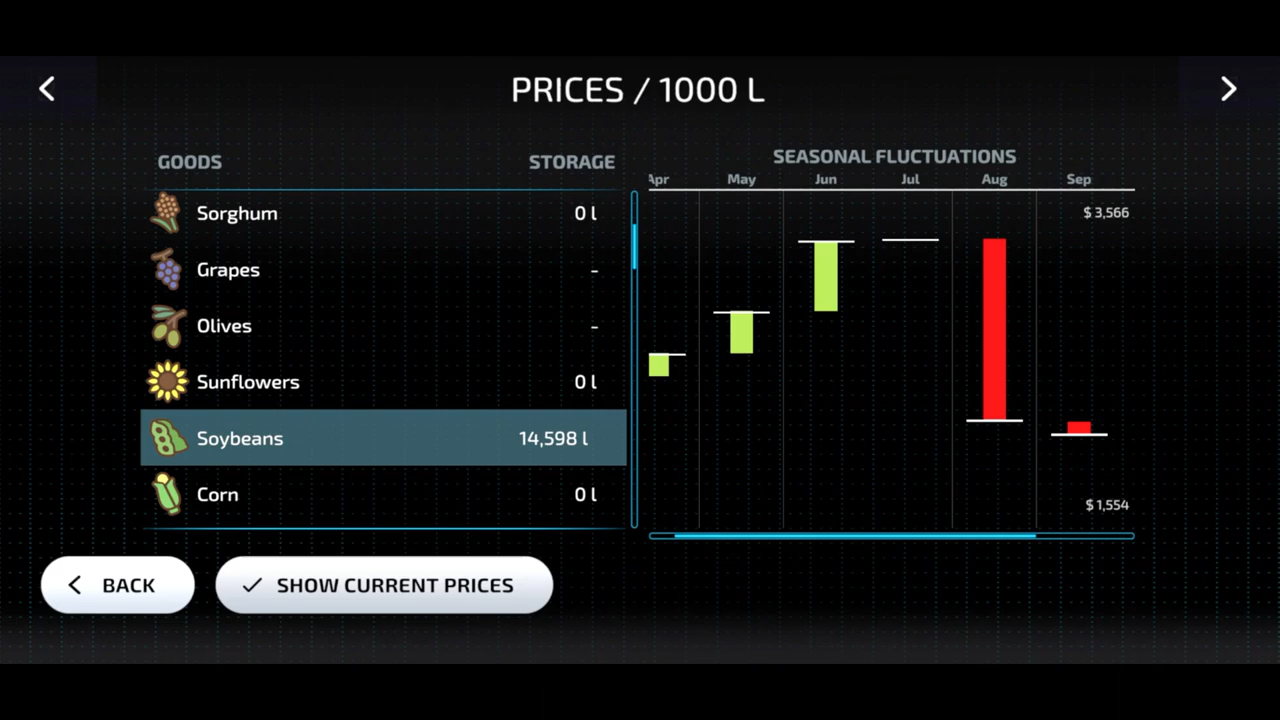 PRICES / 1000 L
GOODS STORAGE
Sorghum 0 l
Grapes -
Olives -
Sunflowers 0 l
Soybeans 14,598 l
Corn 0 l
SEASONAL FLUCTUATIONS
Apr May Jun Jul Aug Sep
$ 3,566
$ 1,554
BACK
SHOW CURRENT PRICES